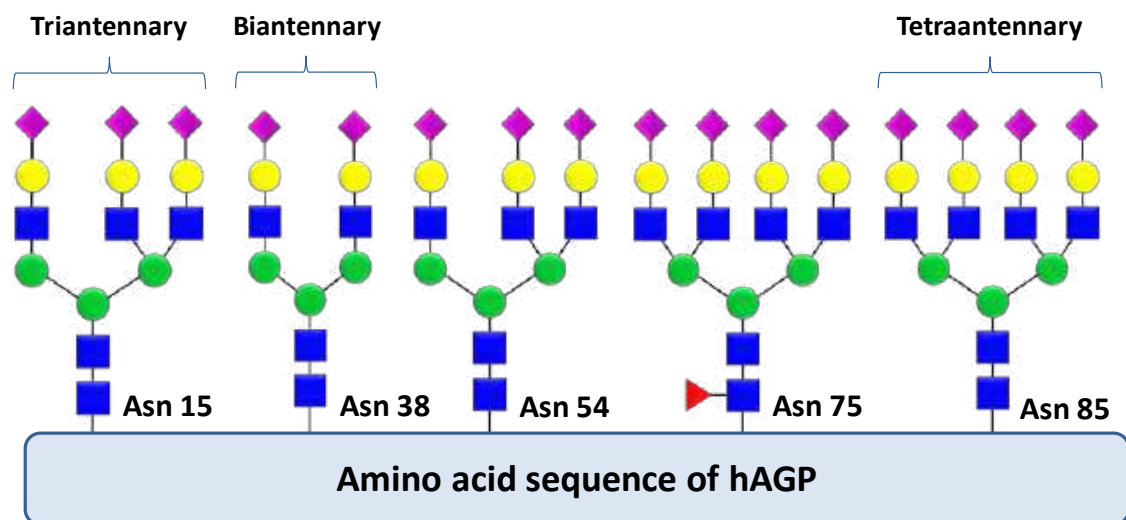 Triantennary
Biantennary
Tetraantennary
Asn 15
Asn 38
Asn 54
Asn 75
Asn 85
Amino acid sequence of hAGP